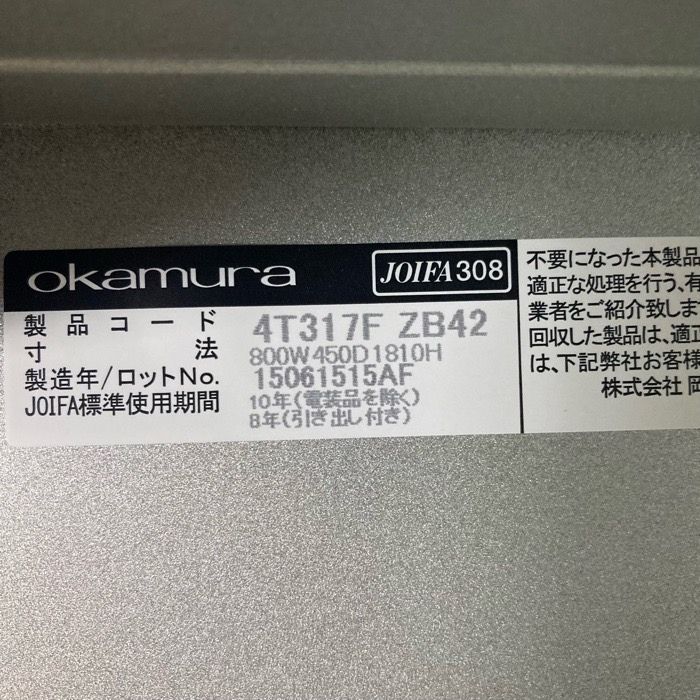 okamura
JOIFA308
製品コード 4T317F ZB42
寸法 800W450D1810H
製造年/ロットNo. 15061515AF
JOIFA標準使用期間 10年(電装品を除く)
8年(引き出し付き)
不要になった本製品
適正な処理を行う、有
業者をご紹介致しま
回収した製品は、適正
は、下記弊社お客様
株式会社 岡